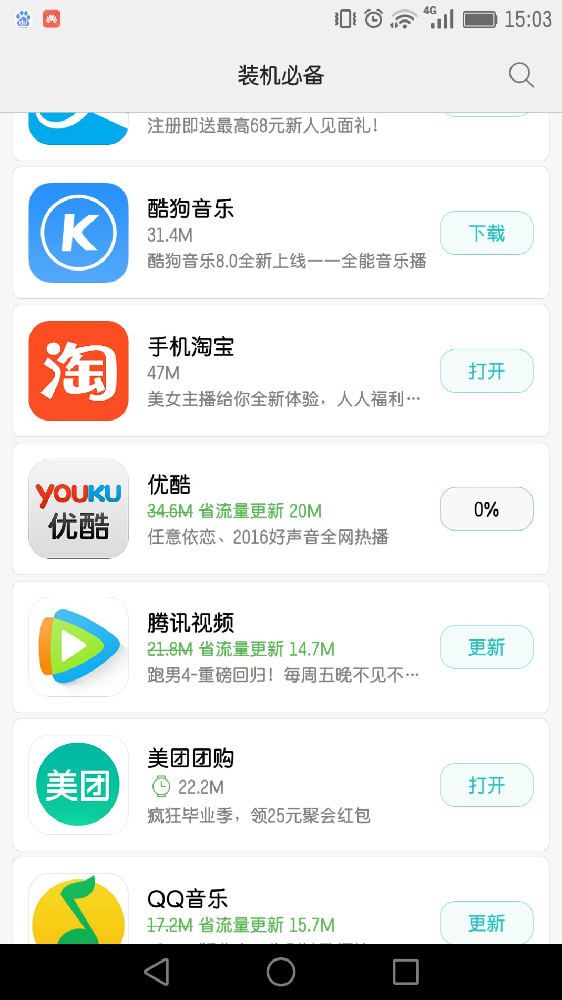 du
4G
15:03
装机必备
注册即送最高68元新人见面礼！
K
酷狗音乐
31.4M
酷狗音乐8.0全新上线——全能音乐播
下载
淘
手机淘宝
47M
美女主播给你全新体验，人人福利…
打开
YOUKU
优酷
优酷
34.6M 省流量更新 20M
任意依恋、2016好声音全网热播
0%
腾讯视频
21.8M 省流量更新 14.7M
跑男4-重磅回归！每周五晚不见不…
更新
美团
美团团购
22.2M
疯狂毕业季，领25元聚会红包
打开
QQ音乐
17.2M 省流量更新 15.7M
更新